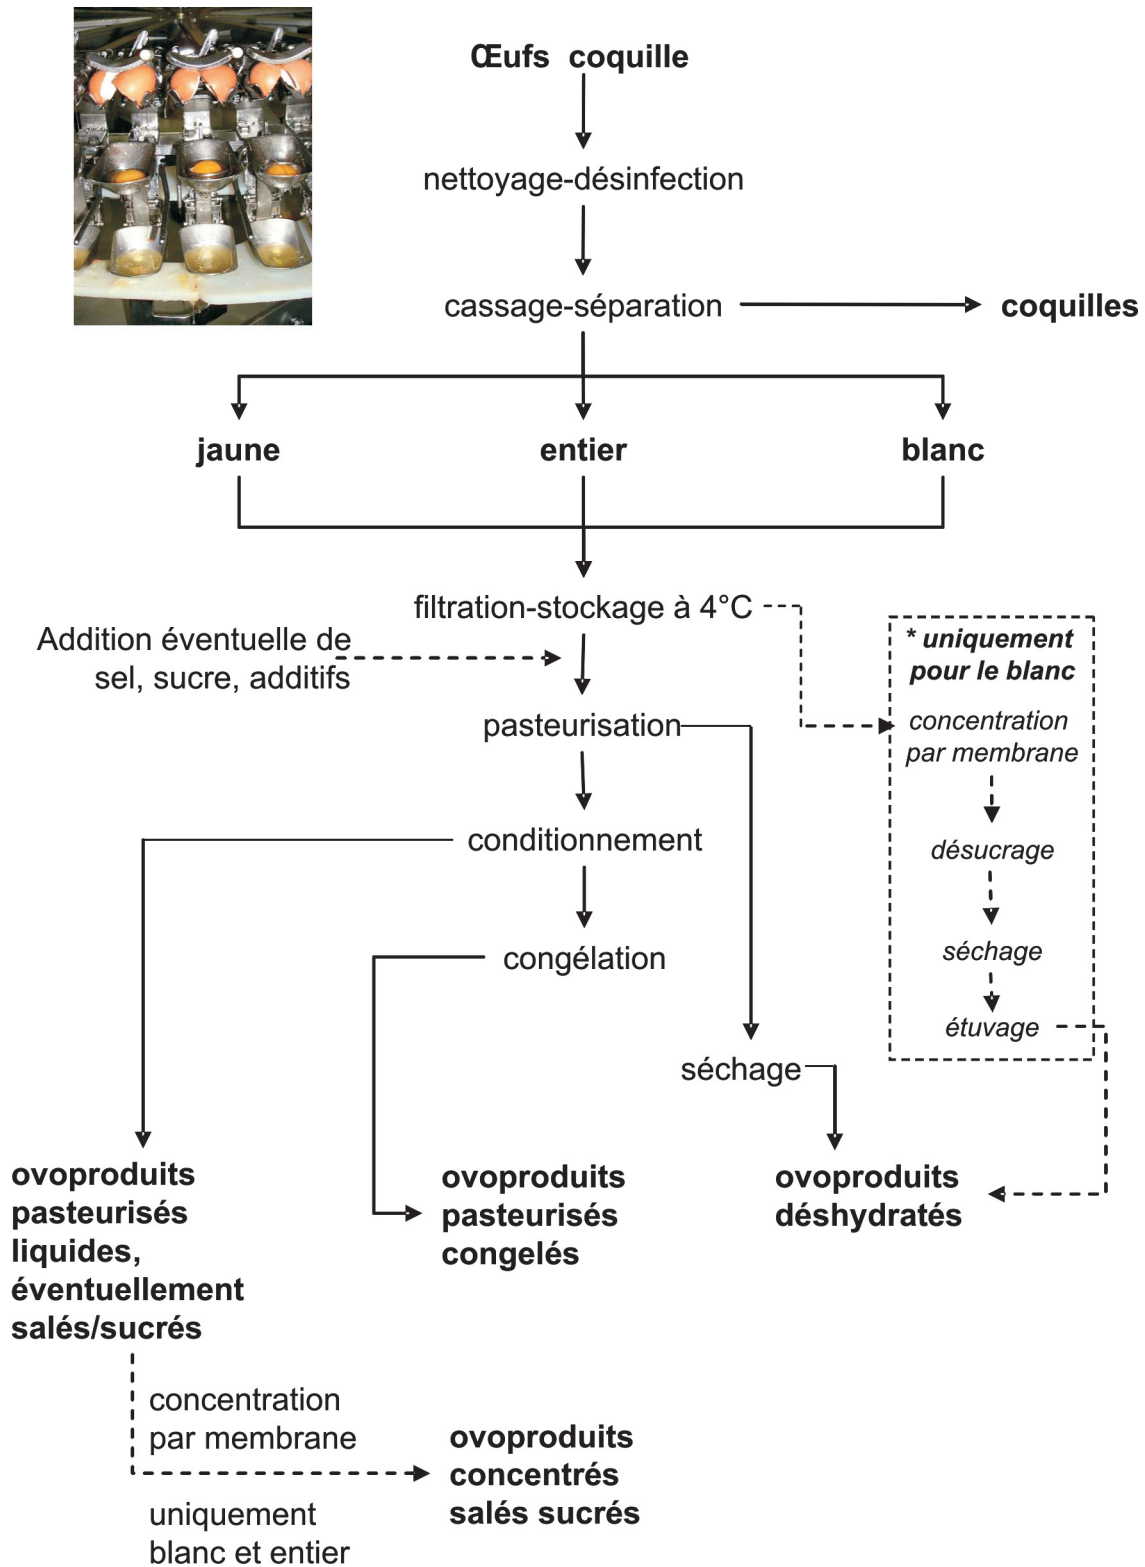 Œufs coquille
nettoyage-désinfection
cassage-séparation
coquilles
jaune
entier
blanc
filtration-stockage à 4°C
Addition éventuelle de
sel, sucre, additifs
* uniquement
pour le blanc
concentration
par membrane
désucrage
séchage
étuvage
pasteurisation
conditionnement
congélation
séchage
ovoproduits
pasteurisés
liquides,
éventuellement
salés/sucrés
ovoproduits
pasteurisés
congelés
ovoproduits
déshydratés
concentration
par membrane
uniquement
blanc et entier
ovoproduits
concentrés
salés sucrés